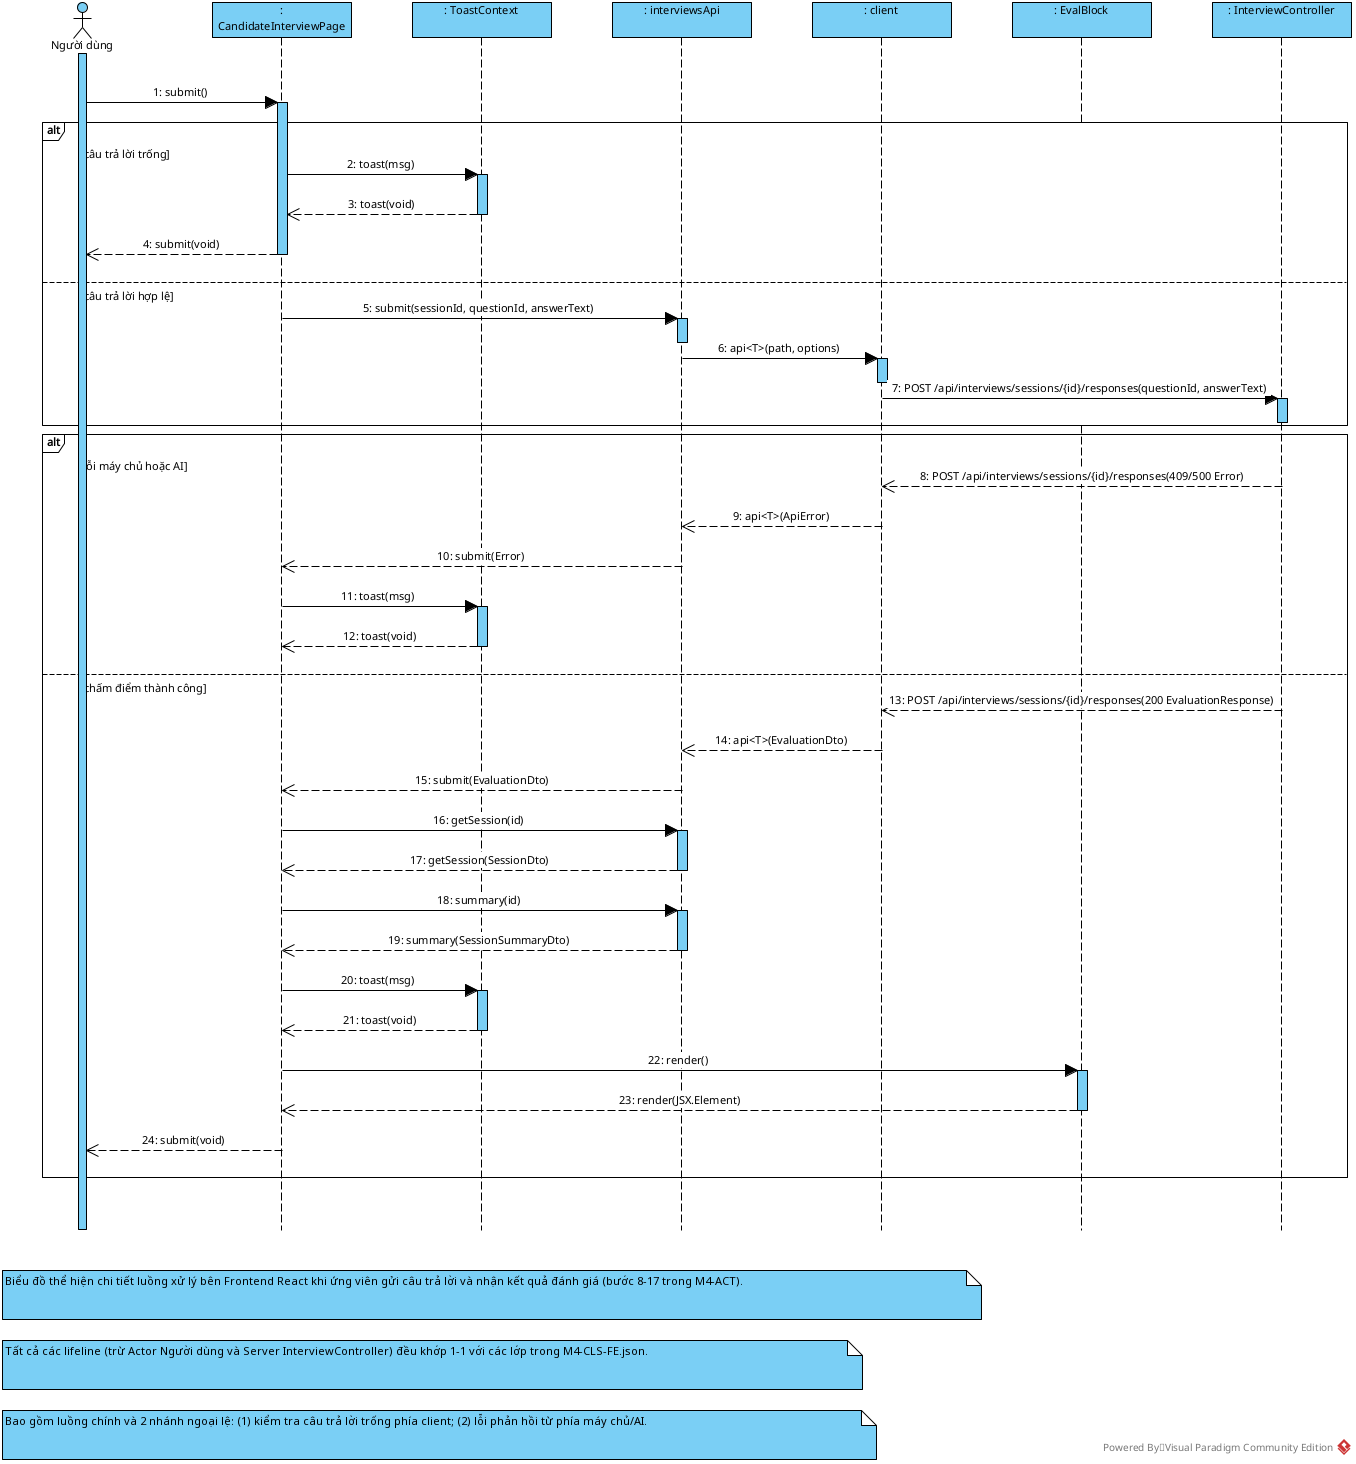 Người dùng
:
CandidateInterviewPage
: ToastContext
: interviewsApi
: client
: EvalBlock
: InterviewController
1: submit()
alt
câu trả lời trống]
2: toast(msg)
3: toast(void)
4: submit(void)
câu trả lời hợp lệ]
5: submit(sessionId, questionId, answerText)
6: api<T>(path, options)
7: POST /api/interviews/sessions/{id}/responses(questionId, answerText)
alt
ỗi máy chủ hoặc AI]
8: POST /api/interviews/sessions/{id}/responses(409/500 Error)
9: api<T>(ApiError)
10: submit(Error)
11: toast(msg)
12: toast(void)
chấm điểm thành công]
13: POST /api/interviews/sessions/{id}/responses(200 EvaluationResponse)
14: api<T>(EvaluationDto)
15: submit(EvaluationDto)
16: getSession(id)
17: getSession(SessionDto)
18: summary(id)
19: summary(SessionSummaryDto)
20: toast(msg)
21: toast(void)
22: render()
23: render(JSX.Element)
24: submit(void)
Biểu đồ thể hiện chi tiết luồng xử lý bên Frontend React khi ứng viên gửi câu trả lời và nhận kết quả đánh giá (bước 8-17 trong M4-ACT).
Tất cả các lifeline (trừ Actor Người dùng và Server InterviewController) đều khớp 1-1 với các lớp trong M4-CLS-FE.json.
Bao gồm luồng chính và 2 nhánh ngoại lệ: (1) kiểm tra câu trả lời trống phía client; (2) lỗi phản hồi từ phía máy chủ/AI.
Powered By Visual Paradigm Community Edition